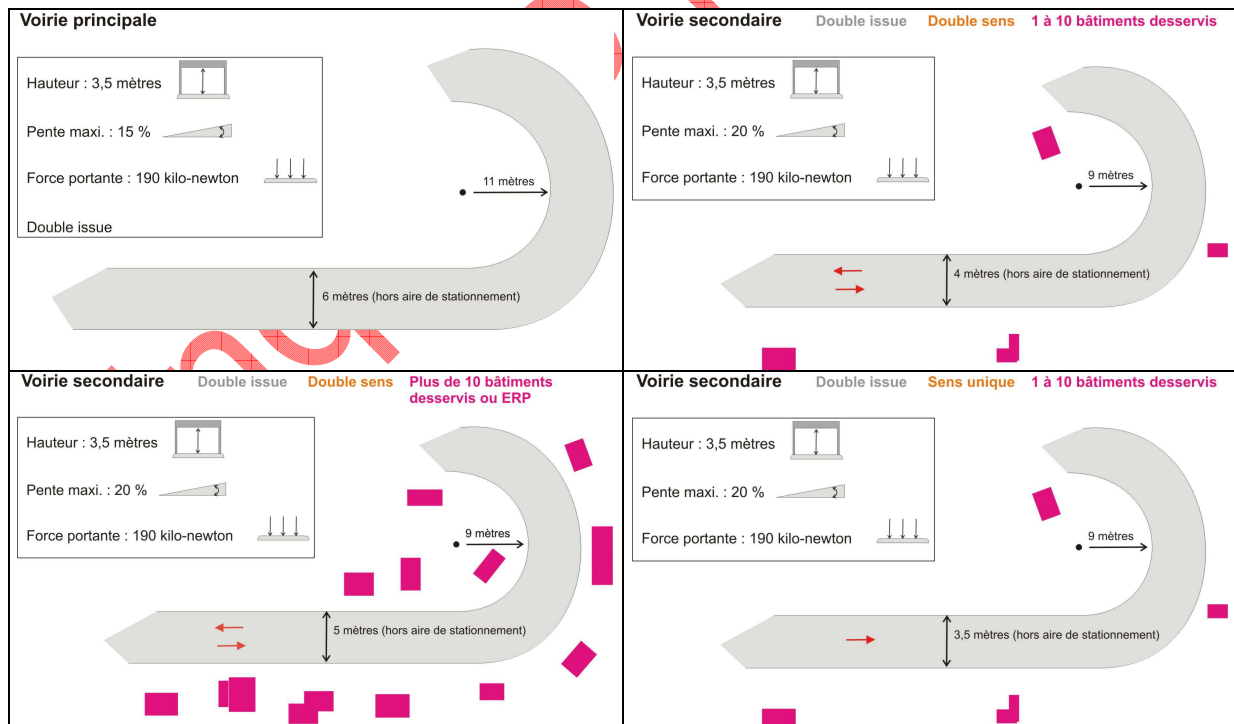 Voirie principale
Hauteur : 3,5 mètres
Pente maxi. : 15 %
Force portante : 190 kilo-newton
Double issue
11 mètres
6 mètres (hors aire de stationnement)
Voirie secondaire Double issue Double sens 1 à 10 bâtiments desservis
Hauteur : 3,5 mètres
Pente maxi. : 20 %
Force portante : 190 kilo-newton
9 mètres
4 mètres (hors aire de stationnement)
Voirie secondaire Double issue Double sens Plus de 10 bâtiments
desservis ou ERP
Hauteur : 3,5 mètres
Pente maxi. : 20 %
Force portante : 190 kilo-newton
9 mètres
5 mètres (hors aire de stationnement)
Voirie secondaire Double issue Sens unique 1 à 10 bâtiments desservis
Hauteur : 3,5 mètres
Pente maxi. : 20 %
Force portante : 190 kilo-newton
9 mètres
3,5 mètres (hors aire de stationnement)